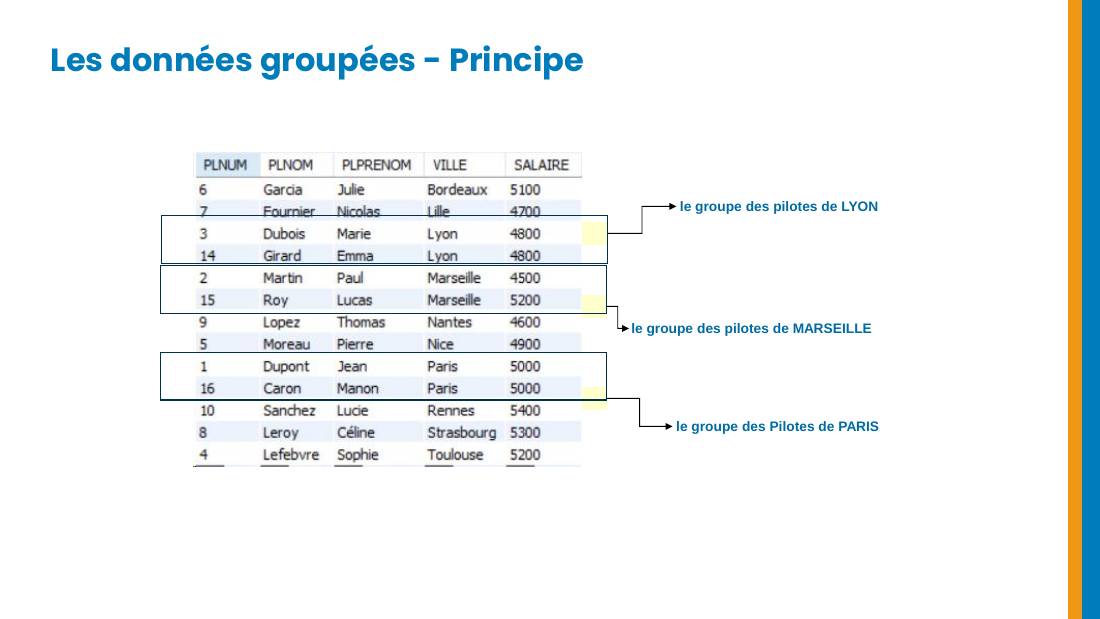 Les données groupées - Principe
PLNUM PLNOM PLPRENOM VILLE SALAIRE
6 Garcia Julie Bordeaux 5100
7 Fournier Nicolas Lille 4700
3 Dubois Marie Lyon 4800
14 Girard Emma Lyon 4800
2 Martin Paul Marseille 4500
15 Roy Lucas Marseille 5200
9 Lopez Thomas Nantes 4600
5 Moreau Pierre Nice 4900
1 Dupont Jean Paris 5000
16 Caron Manon Paris 5000
10 Sanchez Lucie Rennes 5400
8 Leroy Céline Strasbourg 5300
4 Lefebvre Sophie Toulouse 5200
le groupe des pilotes de LYON
le groupe des pilotes de MARSEILLE
le groupe des Pilotes de PARIS